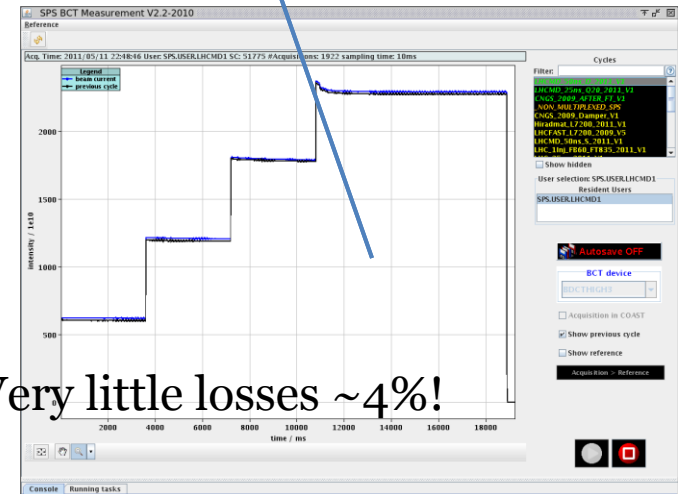 SPS BCT Measurement V2.2-2010
Reference
Acq. Time: 2011/05/11 22:48:46 User: SPS.USER.LHCMD1 SC: 51775 #Acquisitions: 1922 sampling time: 10ms
Legend
beam current
previous cycle
intensity / 1e10
2000
1500
1000
500
0
2000 4000 6000 8000 10000 12000 14000 16000 18000
time / ms
Very little losses ~4%!
Cycles
Filter:
LHCMD_25ns_Q20_2011_V1
CNGS_2009_AFTER_FT_V1
_NON_MULTIPLEXED_SPS
CNGS_2009_Damper_V1
Hiradmat_L7200_2011_V1
LHCFAST_L7200_2009_V5
LHCMD_50ns_S_2011_V1
LHC_1Inj_FB60_FT835_2011_V1
Show hidden
User selection: SPS.USER.LHCMD1
Resident Users
SPS.USER.LHCMD1
Autosave OFF
BCT device
BDCTHIGH3
Acquisition in COAST
Show previous cycle
Show reference
Acquisition > Reference
Console Running tasks